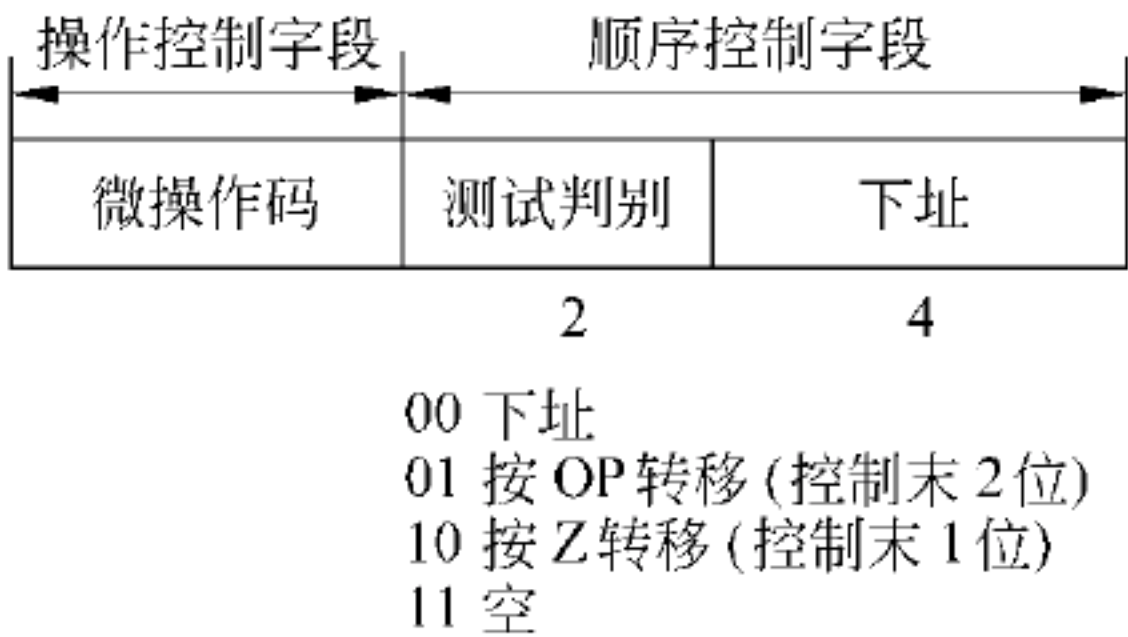 操作控制字段 顺序控制字段
微操作码 测试判别 下址
2 4
00 下址
01 按 OP 转移 (控制末 2 位)
10 按 Z 转移 (控制末 1 位)
11 空